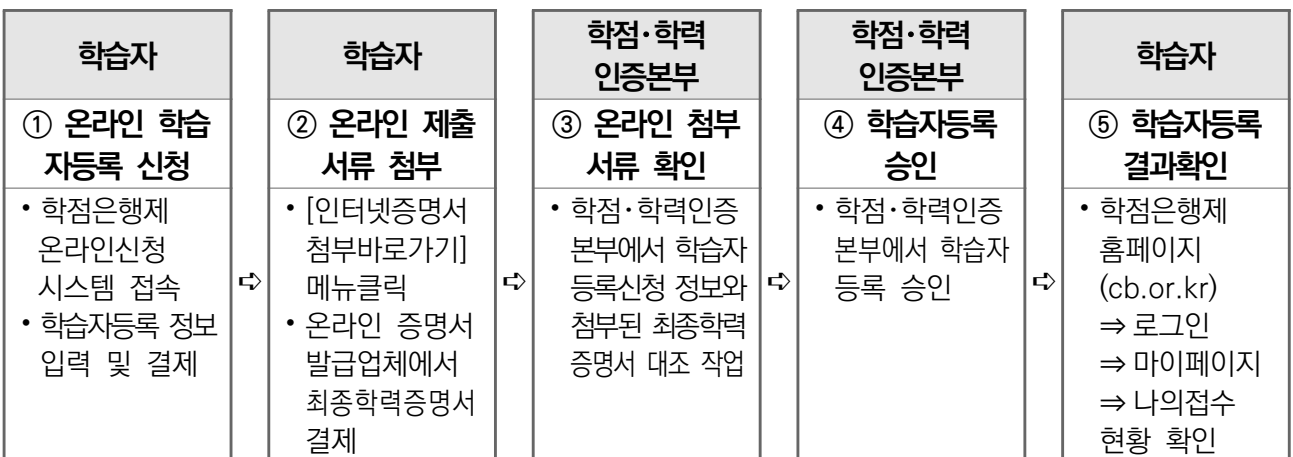 학습자
① 온라인 학습
자등록 신청
• 학점은행제
온라인신청
시스템 접속
• 학습자등록 정보
입력 및 결제
⇨
학습자
② 온라인 제출
서류 첨부
• [인터넷증명서
첨부바로가기]
메뉴클릭
• 온라인 증명서
발급업체에서
최종학력증명서
결제
⇨
학점·학력
인증본부
③ 온라인 첨부
서류 확인
• 학점·학력인증
본부에서 학습자
등록신청 정보와
첨부된 최종학력
증명서 대조 작업
⇨
학점·학력
인증본부
④ 학습자등록
승인
• 학점·학력인증
본부에서 학습자
등록 승인
⇨
학습자
⑤ 학습자등록
결과확인
• 학점은행제
홈페이지
(cb.or.kr)
⇒ 로그인
⇒ 마이페이지
⇒ 나의접수
현황 확인